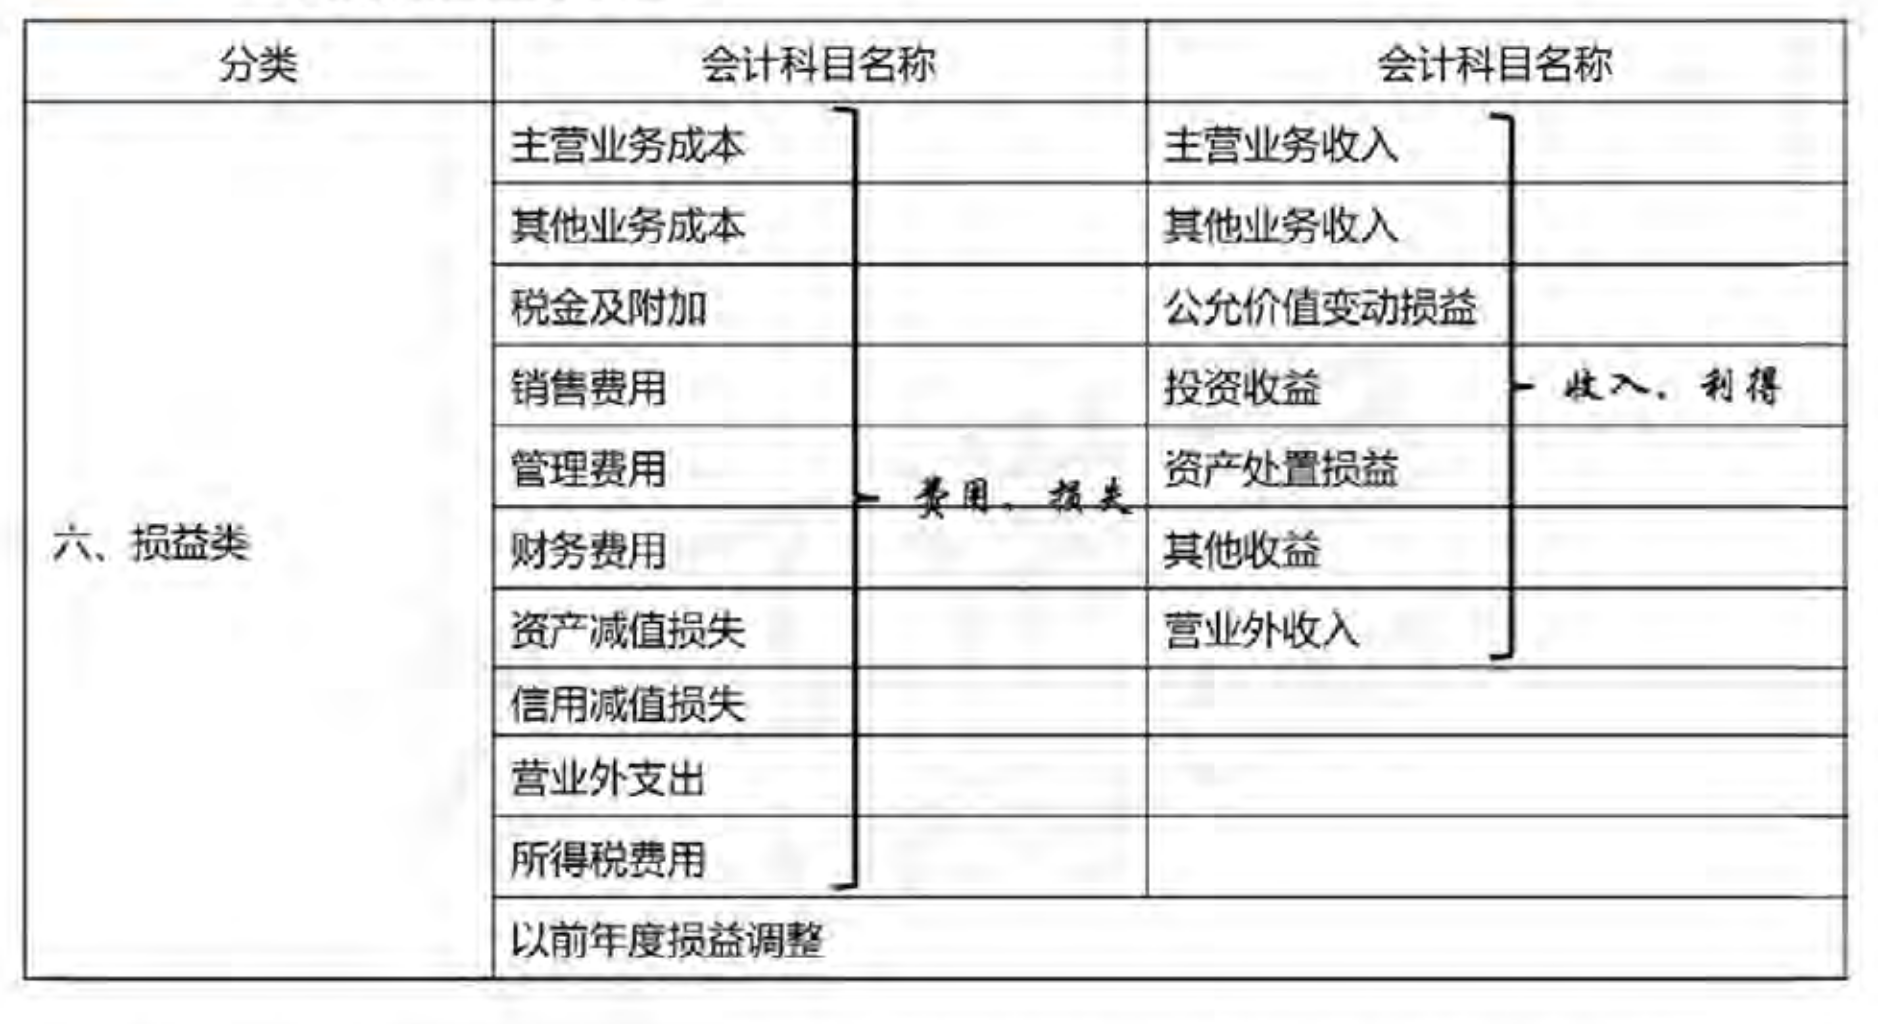 分类 会计科目名称 会计科目名称
主营业务成本 主营业务收入
其他业务成本 其他业务收入
税金及附加 公允价值变动损益
销售费用 投资收益 收入、利得
管理费用 资产处置损益
费用、损失
六、损益类 财务费用 其他收益
资产减值损失 营业外收入
信用减值损失
营业外支出
所得税费用
以前年度损益调整